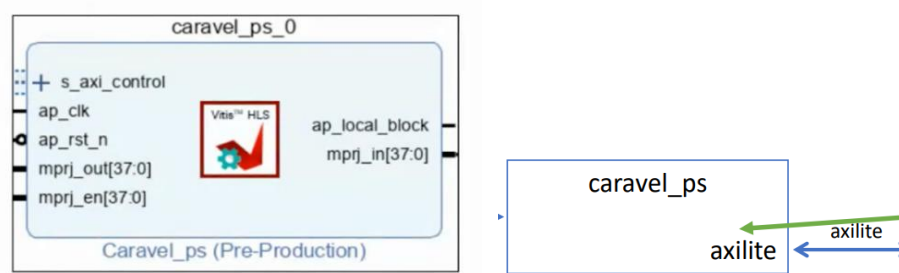 caravel_ps_0
s_axi_control
ap_clk
ap_rst_n
mprj_out[37:0]
mprj_en[37:0]
Vitis™ HLS
ap_local_block
mprj_in[37:0]
Caravel_ps (Pre-Production)
caravel_ps
axilite
axilite